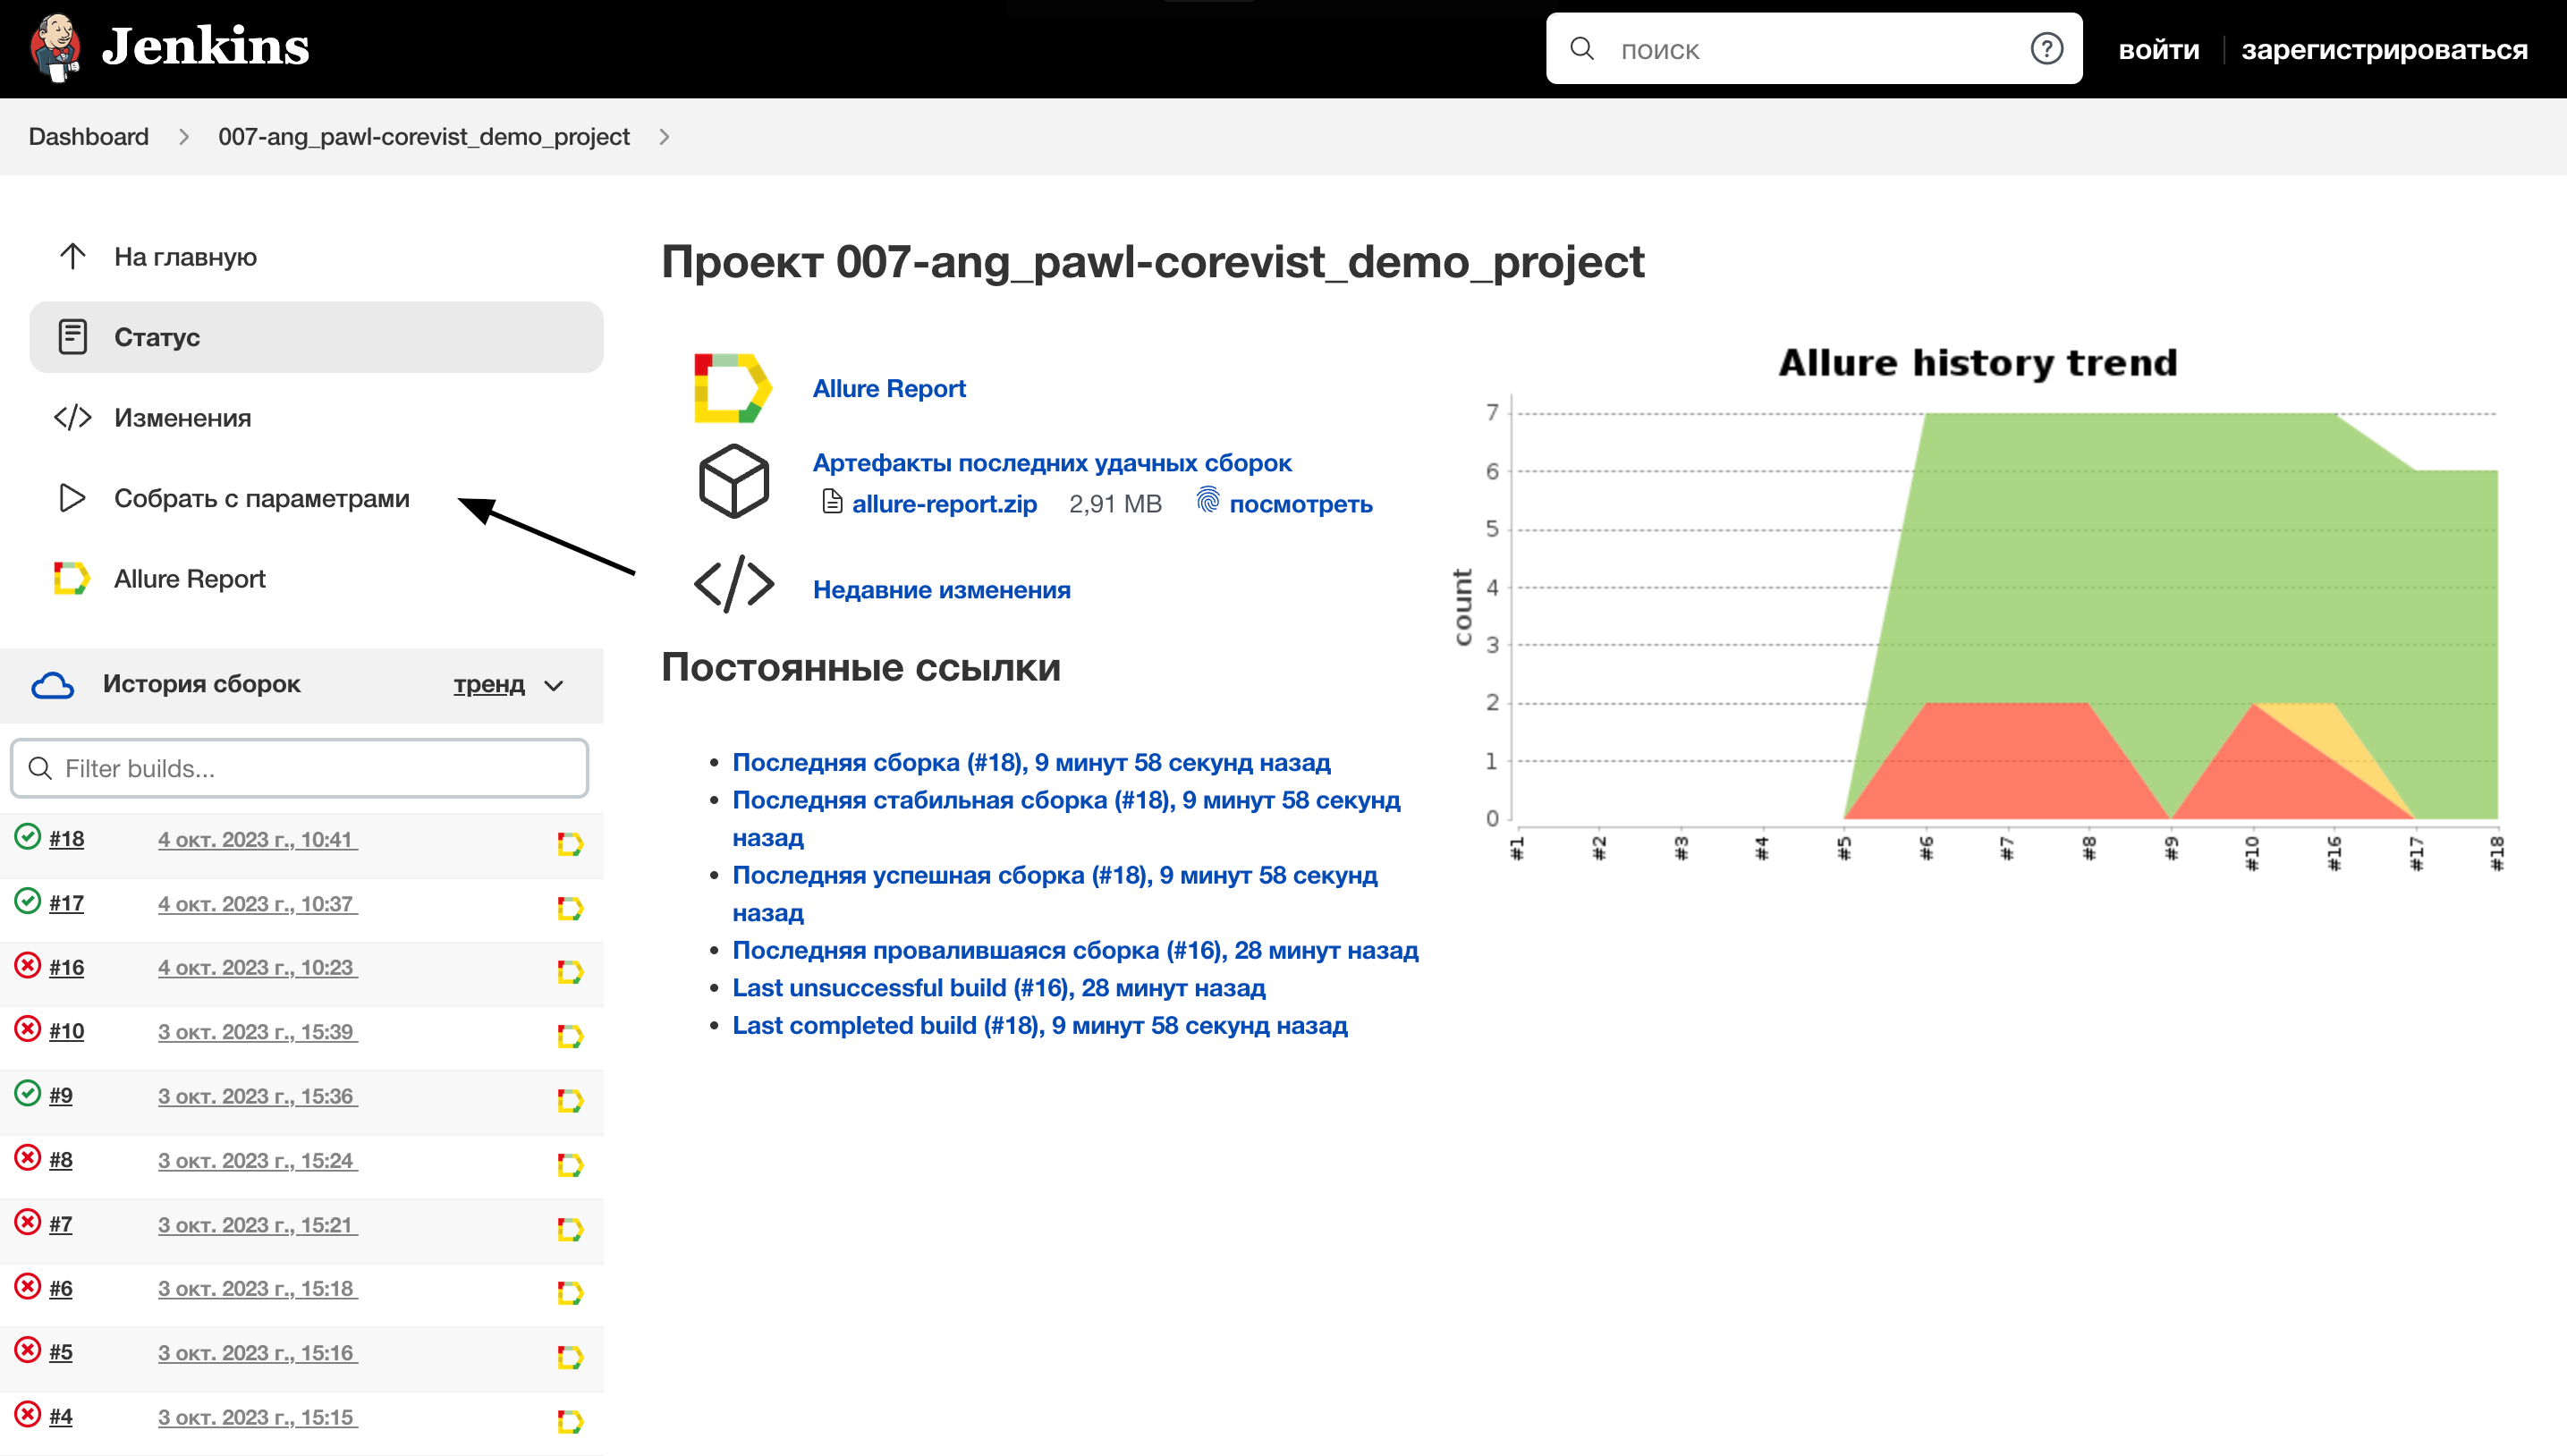 Jenkins
поиск
войти
зарегистрироваться
Dashboard
007-ang_pawl-corevist_demo_project
На главную
Статус
Изменения
Собрать с параметрами
Allure Report
История сборок
тренд
Filter builds...
#18 4 окт. 2023 г., 10:41
#17 4 окт. 2023 г., 10:37
#16 4 окт. 2023 г., 10:23
#10 3 окт. 2023 г., 15:39
#9 3 окт. 2023 г., 15:36
#8 3 окт. 2023 г., 15:24
#7 3 окт. 2023 г., 15:21
#6 3 окт. 2023 г., 15:18
#5 3 окт. 2023 г., 15:16
#4 3 окт. 2023 г., 15:15
Проект 007-ang_pawl-corevist_demo_project
Allure Report
Артефакты последних удачных сборок
allure-report.zip 2,91 MB посмотреть
Недавние изменения
Постоянные ссылки
Последняя сборка (#18), 9 минут 58 секунд назад
Последняя стабильная сборка (#18), 9 минут 58 секунд
назад
Последняя успешная сборка (#18), 9 минут 58 секунд
назад
Последняя провалившаяся сборка (#16), 28 минут назад
Last unsuccessful build (#16), 28 минут назад
Last completed build (#18), 9 минут 58 секунд назад
Allure history trend
count
7
6
5
4
3
2
1
0
#1
#2
#3
#4
#5
#6
#7
#8
#9
#10
#16
#17
#18